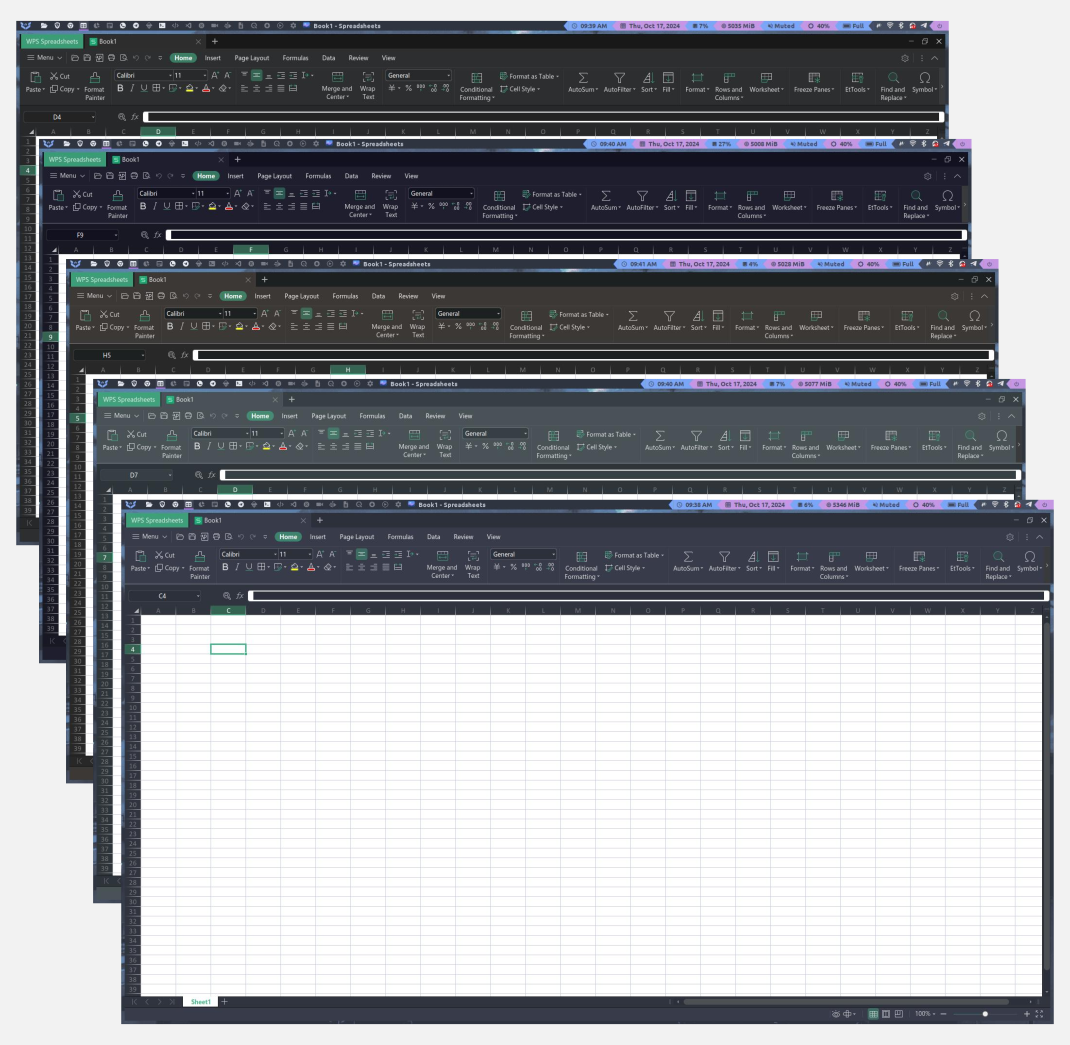 Book1 - Spreadsheets 09:39 AM Thu, Oct 17, 2024 7% 5035 MiB Muted 40% Full
WPS Spreadsheets Book1
Menu Home Insert Page Layout Formulas Data Review View
Cut Calibri 11 General Format as Table
Paste Copy Format Painter Merge and Center Wrap Text Conditional Formatting Cell Style AutoSum AutoFilter Sort Fill Format Rows and Columns Worksheet Freeze Panes EtTools Find and Replace Symbol
D4
A B C D E F G H I J K L M N O P Q R S T U V W X Y Z
Book1 - Spreadsheets 09:40 AM Thu, Oct 17, 2024 27% 5008 MiB Muted 40% Full
WPS Spreadsheets Book1
Menu Home Insert Page Layout Formulas Data Review View
Cut Calibri 11 General Format as Table
Paste Copy Format Painter Merge and Center Wrap Text Conditional Formatting Cell Style AutoSum AutoFilter Sort Fill Format Rows and Columns Worksheet Freeze Panes EtTools Find and Replace Symbol
F9
Book1 - Spreadsheets 09:41 AM Thu, Oct 17, 2024 4% 5028 MiB Muted 40% Full
WPS Spreadsheets Book1
Menu Home Insert Page Layout Formulas Data Review View
Cut Calibri 11 General Format as Table
Paste Copy Format Painter Merge and Center Wrap Text Conditional Formatting Cell Style AutoSum AutoFilter Sort Fill Format Rows and Columns Worksheet Freeze Panes EtTools Find and Replace Symbol
H5
Book1 - Spreadsheets 09:40 AM Thu, Oct 17, 2024 7% 5077 MiB Muted 40% Full
WPS Spreadsheets Book1
Menu Home Insert Page Layout Formulas Data Review View
Cut Calibri 11 General Format as Table
Paste Copy Format Painter Merge and Center Wrap Text Conditional Formatting Cell Style AutoSum AutoFilter Sort Fill Format Rows and Columns Worksheet Freeze Panes EtTools Find and Replace Symbol
D7
Book1 - Spreadsheets 09:38 AM Thu, Oct 17, 2024 6% 5346 MiB Muted 40% Full
WPS Spreadsheets Book1
Menu Home Insert Page Layout Formulas Data Review View
Cut Calibri 11 General Format as Table
Paste Copy Format Painter Merge and Center Wrap Text Conditional Formatting Cell Style AutoSum AutoFilter Sort Fill Format Rows and Columns Worksheet Freeze Panes EtTools Find and Replace Symbol
C4
A B C D E F G H I J K L M N O P Q R S T U V W X Y Z
1
2
3
4
5
6
7
8
9
10
11
12
13
14
15
16
17
18
19
20
21
22
23
24
25
26
27
28
29
30
31
32
33
34
35
36
37
38
39
Sheet1
100%